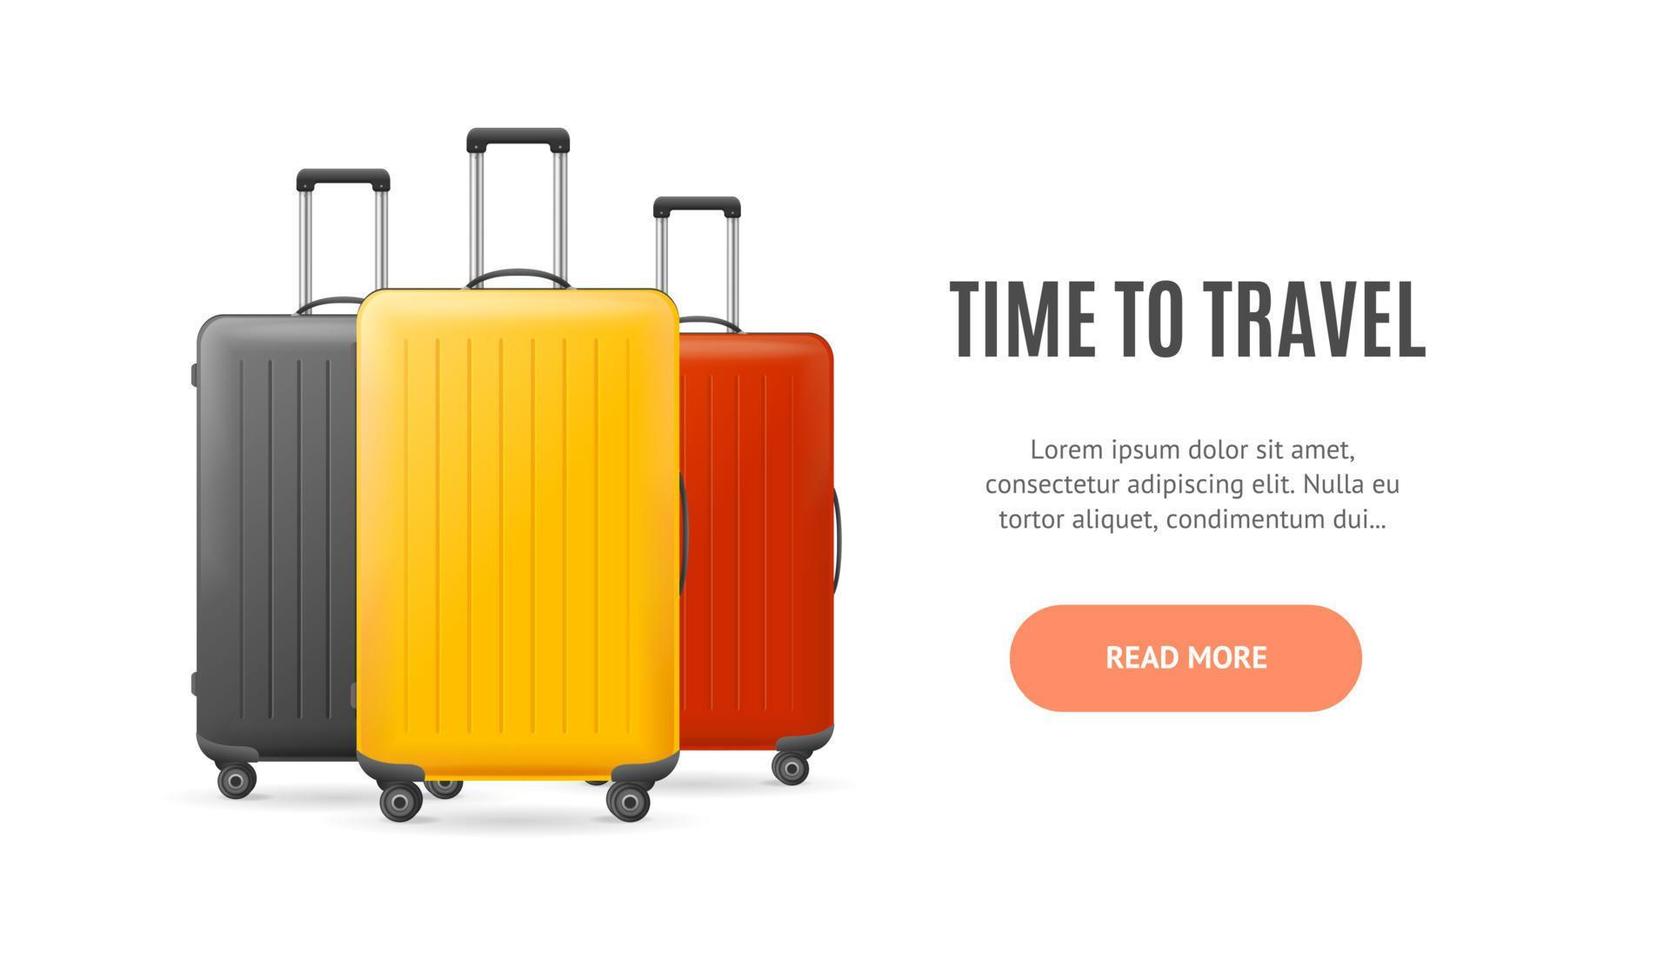 TIME TO TRAVEL
Lorem ipsum dolor sit amet,
consectetur adipiscing elit. Nulla eu
tortor aliquet, condimentum dui...
READ MORE